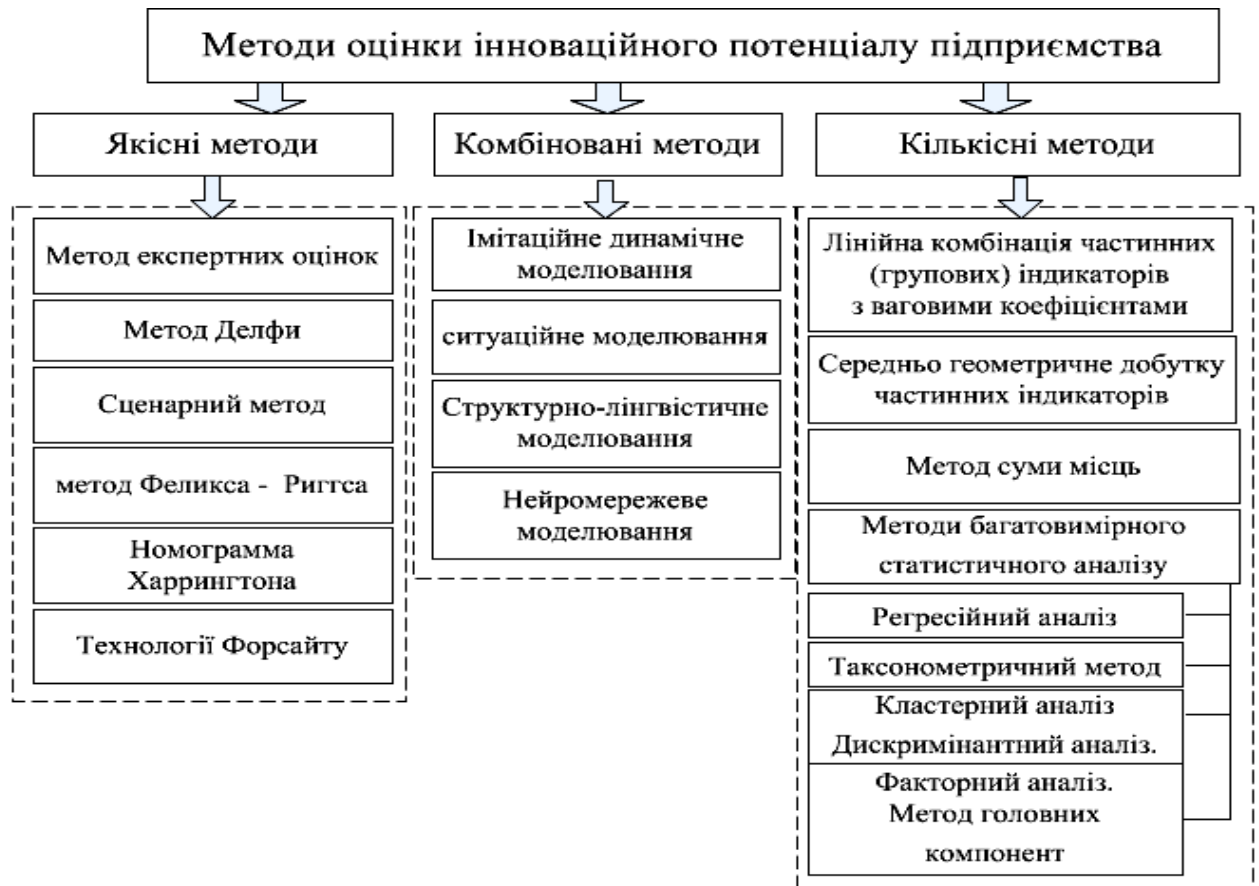 Методи оцінки інноваційного потенціалу підприємства
Якісні методи
Комбіновані методи
Кількісні методи
Метод експертних оцінок
Метод Делфи
Сценарний метод
метод Феликса - Риггса
Номограмма
Харрингтона
Технології Форсайту
Імітаційне динамічне
моделювання
ситуаційне моделювання
Структурно-лінгвістичне
моделювання
Нейромережеве
моделювання
Лінійна комбінація частинних
(групових) індикаторів
з ваговими коефіцієнтами
Середньо геометричне добутку
частинних індикаторів
Метод суми місць
Методи багатовимірного
статистичного аналізу
Регресійний аналіз
Таксонометричний метод
Кластерний аналіз
Дискримінантний аналіз.
Факторний аналіз.
Метод головних
компонент